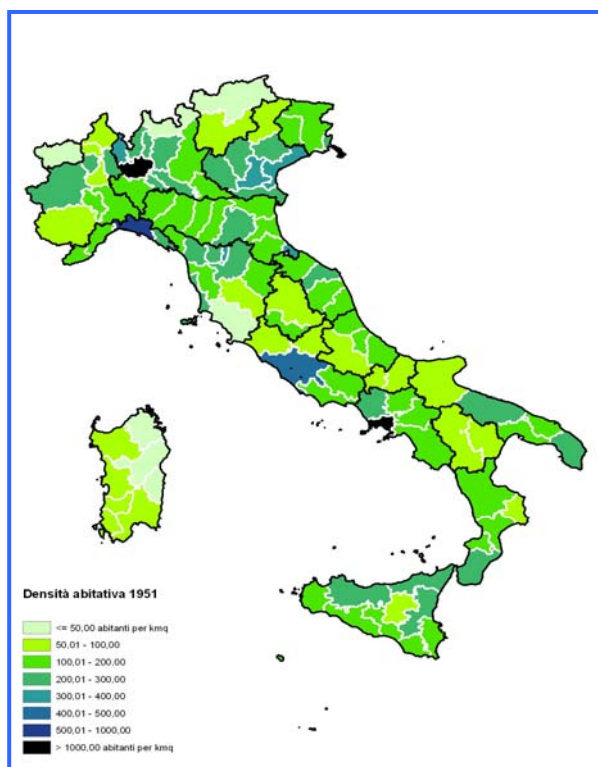 Densità abitativa 1951
<= 50,00 abitanti per kmq
50,01 - 100,00
100,01 - 200,00
200,01 - 300,00
300,01 - 400,00
400,01 - 500,00
500,01 - 1000,00
> 1000,00 abitanti per kmq